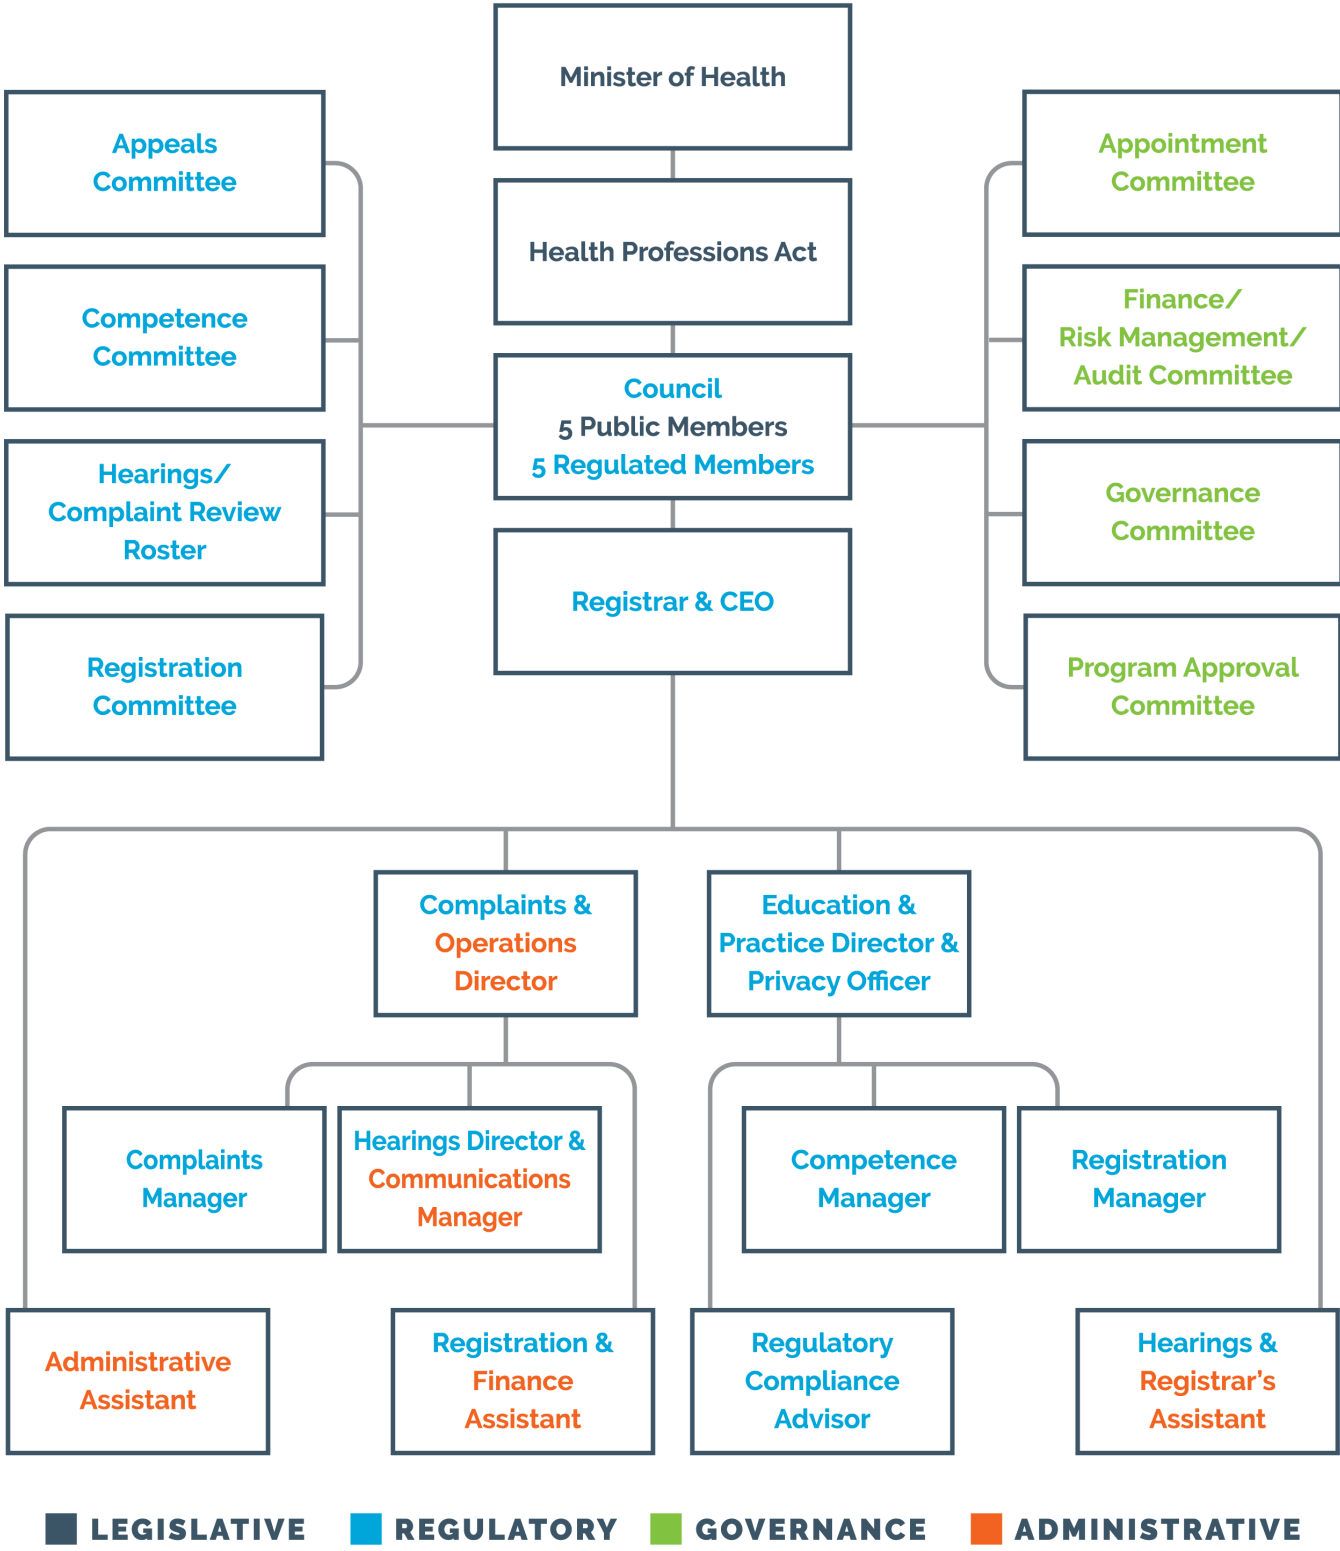 Minister of Health
Health Professions Act
Council
5 Public Members
5 Regulated Members
Registrar & CEO
Appeals
Committee
Competence
Committee
Hearings/
Complaint Review
Roster
Registration
Committee
Appointment
Committee
Finance/
Risk Management/
Audit Committee
Governance
Committee
Program Approval
Committee
Complaints &
Operations
Director
Education &
Practice Director &
Privacy Officer
Complaints
Manager
Hearings Director &
Communications
Manager
Competence
Manager
Registration
Manager
Administrative
Assistant
Registration &
Finance
Assistant
Regulatory
Compliance
Advisor
Hearings &
Registrar's
Assistant
LEGISLATIVE
REGULATORY
GOVERNANCE
ADMINISTRATIVE